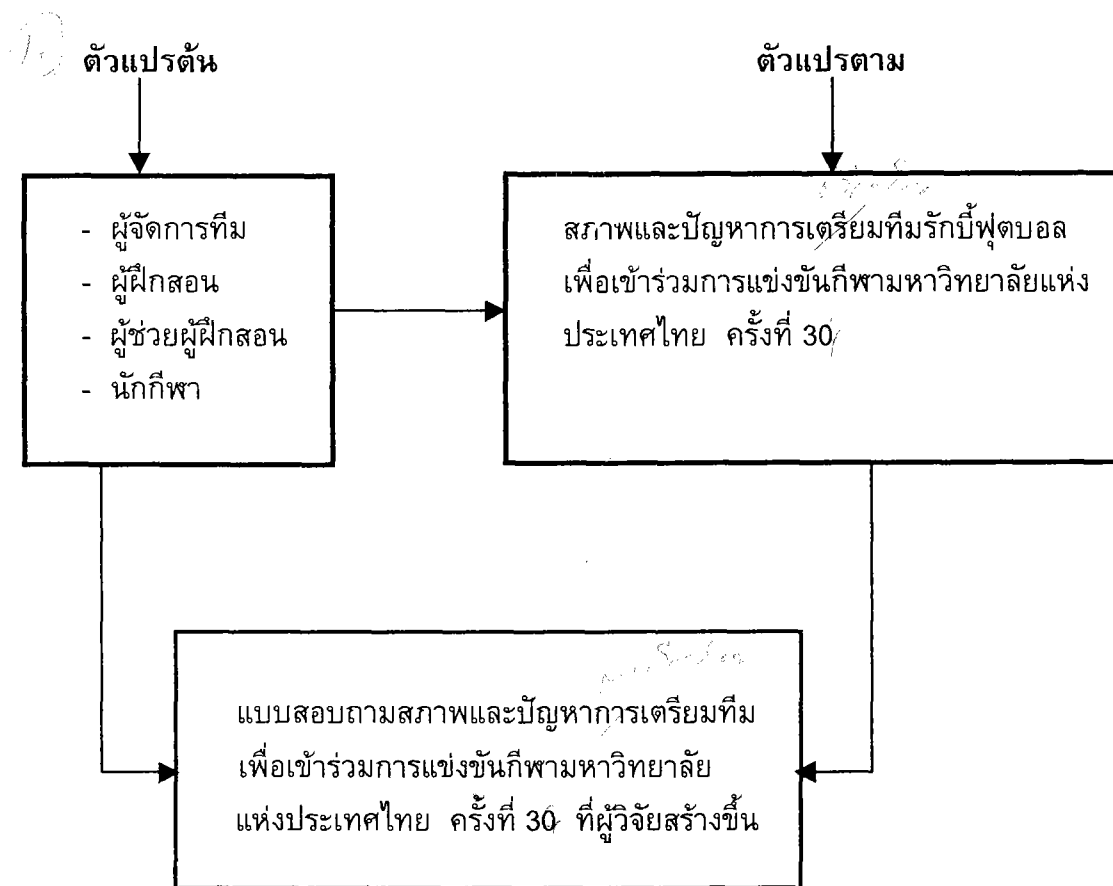 ตัวแปรต้น
ตัวแปรตาม
- ผู้จัดการทีม
- ผู้ฝึกสอน
- ผู้ช่วยผู้ฝึกสอน
- นักกีฬา
สภาพและปัญหาการเตรียมทีมรักบี้ฟุตบอล
เพื่อเข้าร่วมการแข่งขันกีฬามหาวิทยาลัยแห่ง
ประเทศไทย ครั้งที่ 30
แบบสอบถามสภาพและปัญหาการเตรียมทีม
เพื่อเข้าร่วมการแข่งขันกีฬามหาวิทยาลัย
แห่งประเทศไทย ครั้งที่ 30 ที่ผู้วิจัยสร้างขึ้น